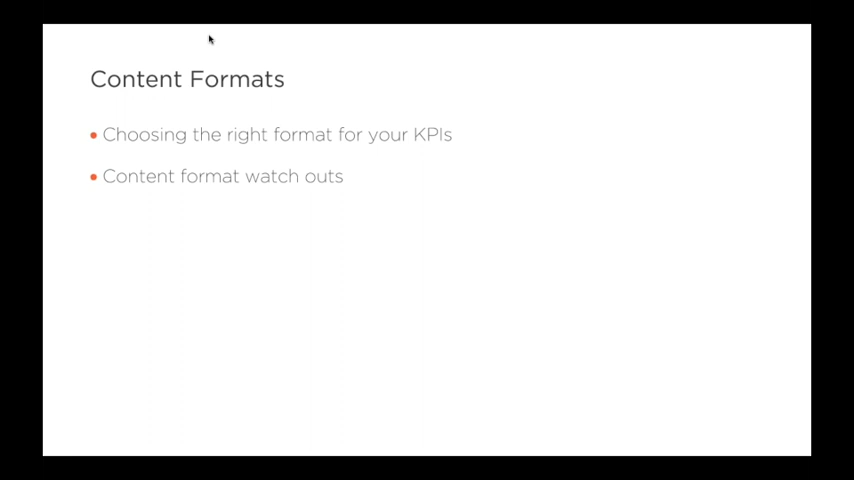 Content Formats
• Choosing the right format for your KPIs
• Content format watch outs